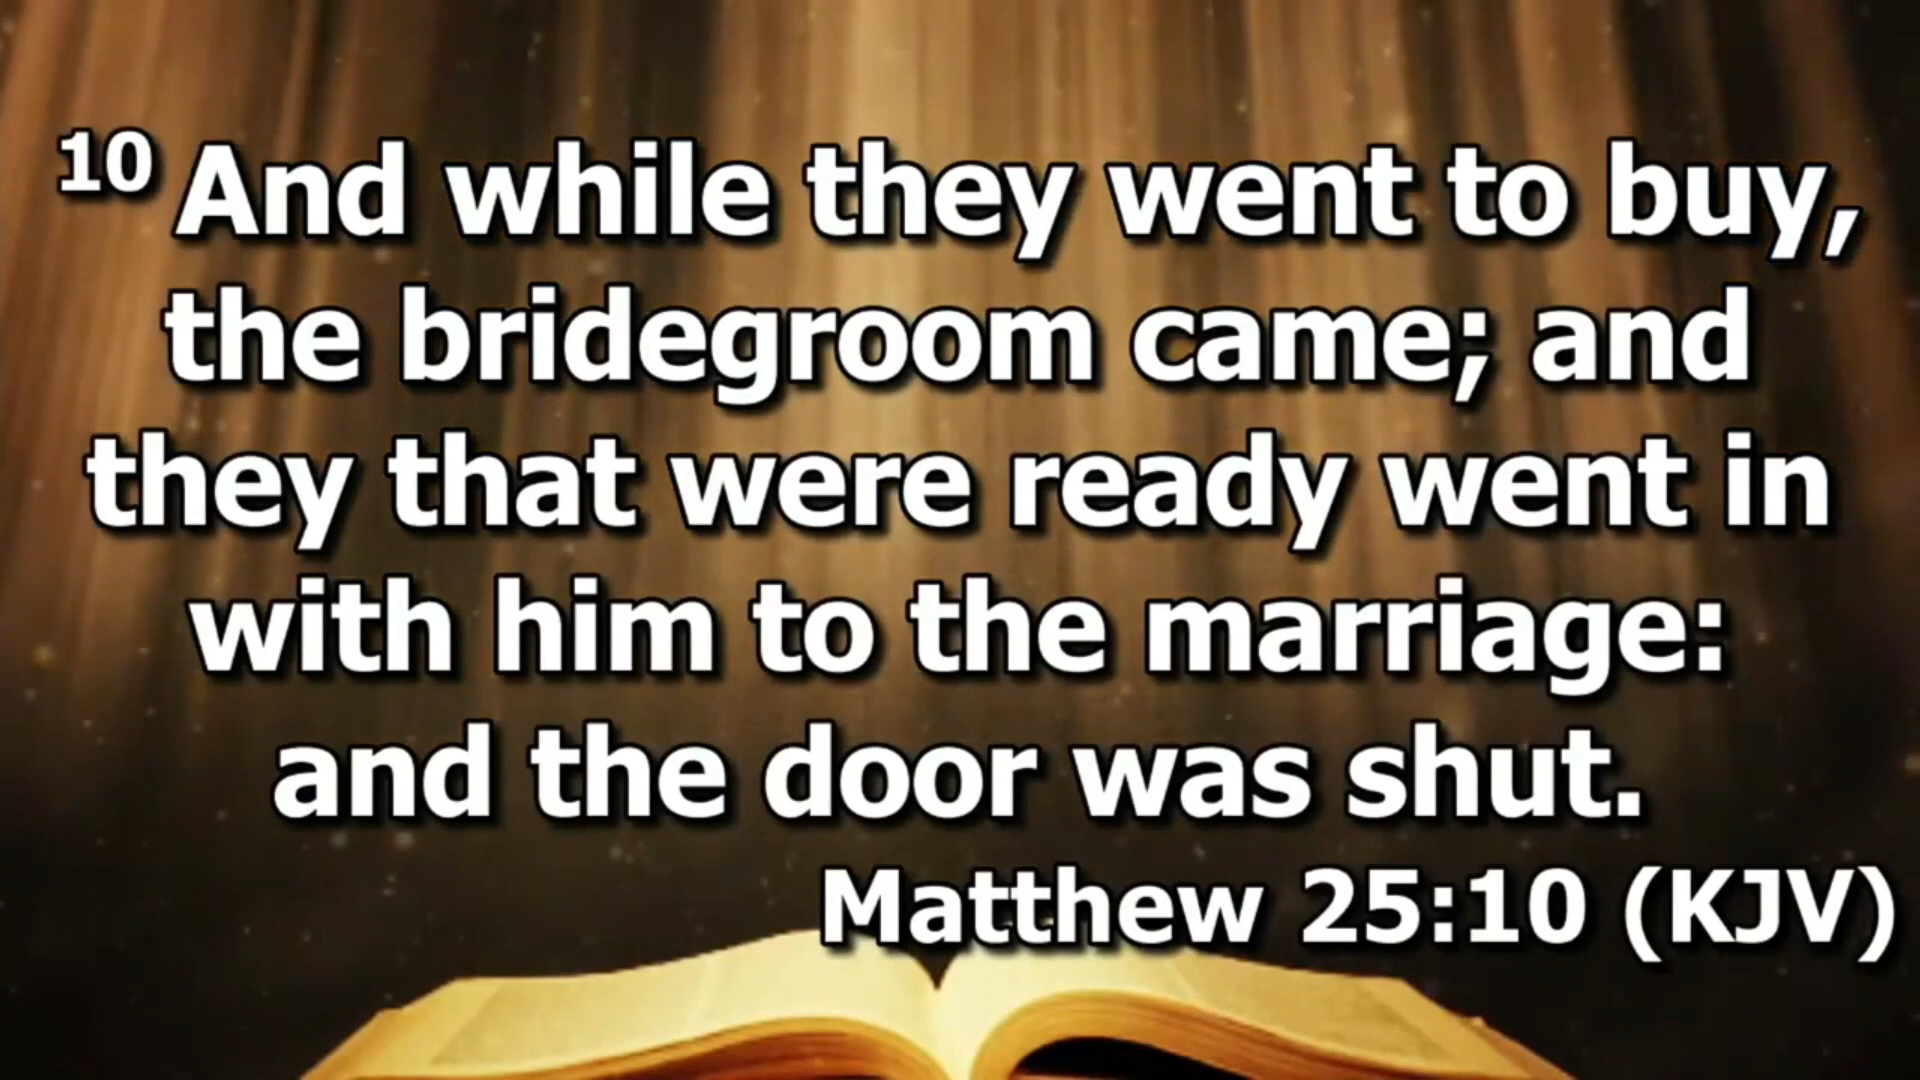 10 And while they went to buy,
the bridegroom came; and
they that were ready went in
with him to the marriage:
and the door was shut.
Matthew 25:10 (KJV)